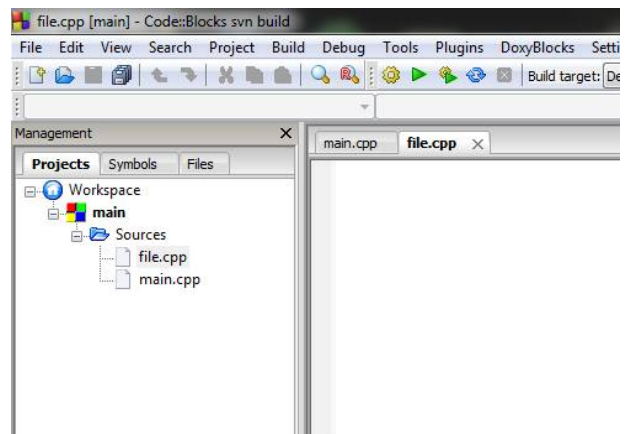 file.cpp [main] - Code::Blocks svn build
File Edit View Search Project Build Debug Tools Plugins DoxyBlocks
Build target:
Management X
main.cpp file.cpp
Projects Symbols Files
Workspace
main
Sources
file.cpp
main.cpp